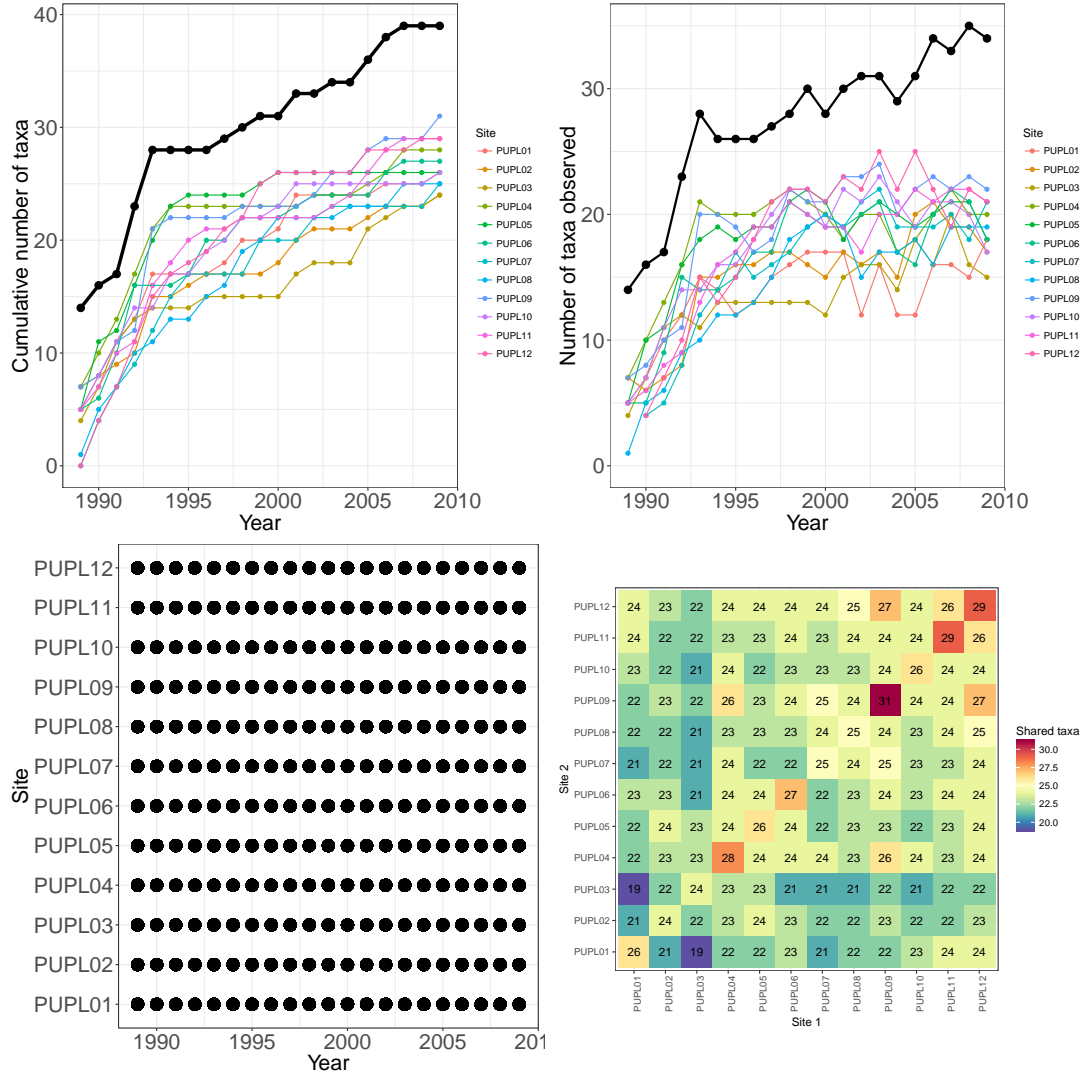 Cumulative number of taxa
40
30
20
10
0
1990 1995 2000 2005 2010
Year
Site
PUPL01
PUPL02
PUPL03
PUPL04
PUPL05
PUPL06
PUPL07
PUPL08
PUPL09
PUPL10
PUPL11
PUPL12
Number of taxa observed
30
20
10
0
1990 1995 2000 2005 2010
Year
Site
PUPL01
PUPL02
PUPL03
PUPL04
PUPL05
PUPL06
PUPL07
PUPL08
PUPL09
PUPL10
PUPL11
PUPL12
Site
PUPL12
PUPL11
PUPL10
PUPL09
PUPL08
PUPL07
PUPL06
PUPL05
PUPL04
PUPL03
PUPL02
PUPL01
1990 1995 2000 2005 201
Year
Site 2
PUPL12 24 23 22 24 24 24 24 25 27 24 26 29
PUPL11 24 22 22 23 23 24 23 24 24 24 29 26
PUPL10 23 22 21 24 22 23 23 23 24 26 24 24
PUPL09 22 23 22 26 23 24 25 24 31 24 24 27
PUPL08 22 22 21 23 23 23 24 25 24 23 24 25
PUPL07 21 22 21 24 22 22 25 24 25 23 23 24
PUPL06 23 23 21 24 24 27 22 23 24 23 24 24
PUPL05 22 24 23 24 26 24 22 23 23 22 23 24
PUPL04 22 23 23 28 24 24 24 23 26 24 23 24
PUPL03 19 22 24 23 23 21 21 21 22 21 22 22
PUPL02 21 24 22 23 24 23 22 22 23 22 22 23
PUPL01 26 21 19 22 22 23 21 22 22 23 24 24
PUPL01 PUPL02 PUPL03 PUPL04 PUPL05 PUPL06 PUPL07 PUPL08 PUPL09 PUPL10 PUPL11 PUPL12
Site 1
Shared taxa
30.0
27.5
25.0
22.5
20.0